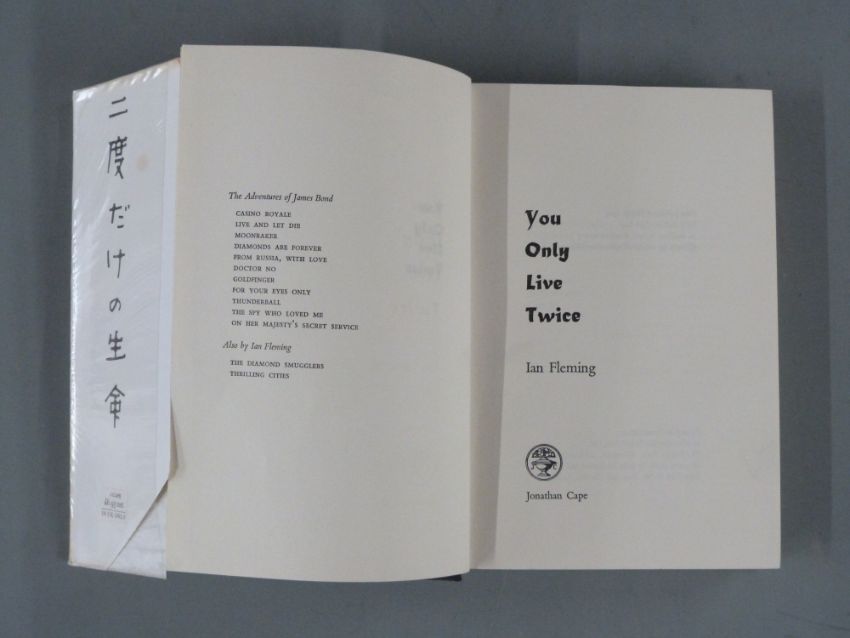 二度だけの生命
The Adventures of James Bond
CASINO ROYALE
LIVE AND LET DIE
MOONRAKER
DIAMONDS ARE FOREVER
FROM RUSSIA, WITH LOVE
DOCTOR NO
GOLDFINGER
FOR YOUR EYES ONLY
THUNDERBALL
THE SPY WHO LOVED ME
ON HER MAJESTY'S SECRET SERVICE
Also by Ian Fleming
THE DIAMOND SMUGGLERS
THRILLING CITIES
You
Only
Live
Twice
Ian Fleming
Jonathan Cape